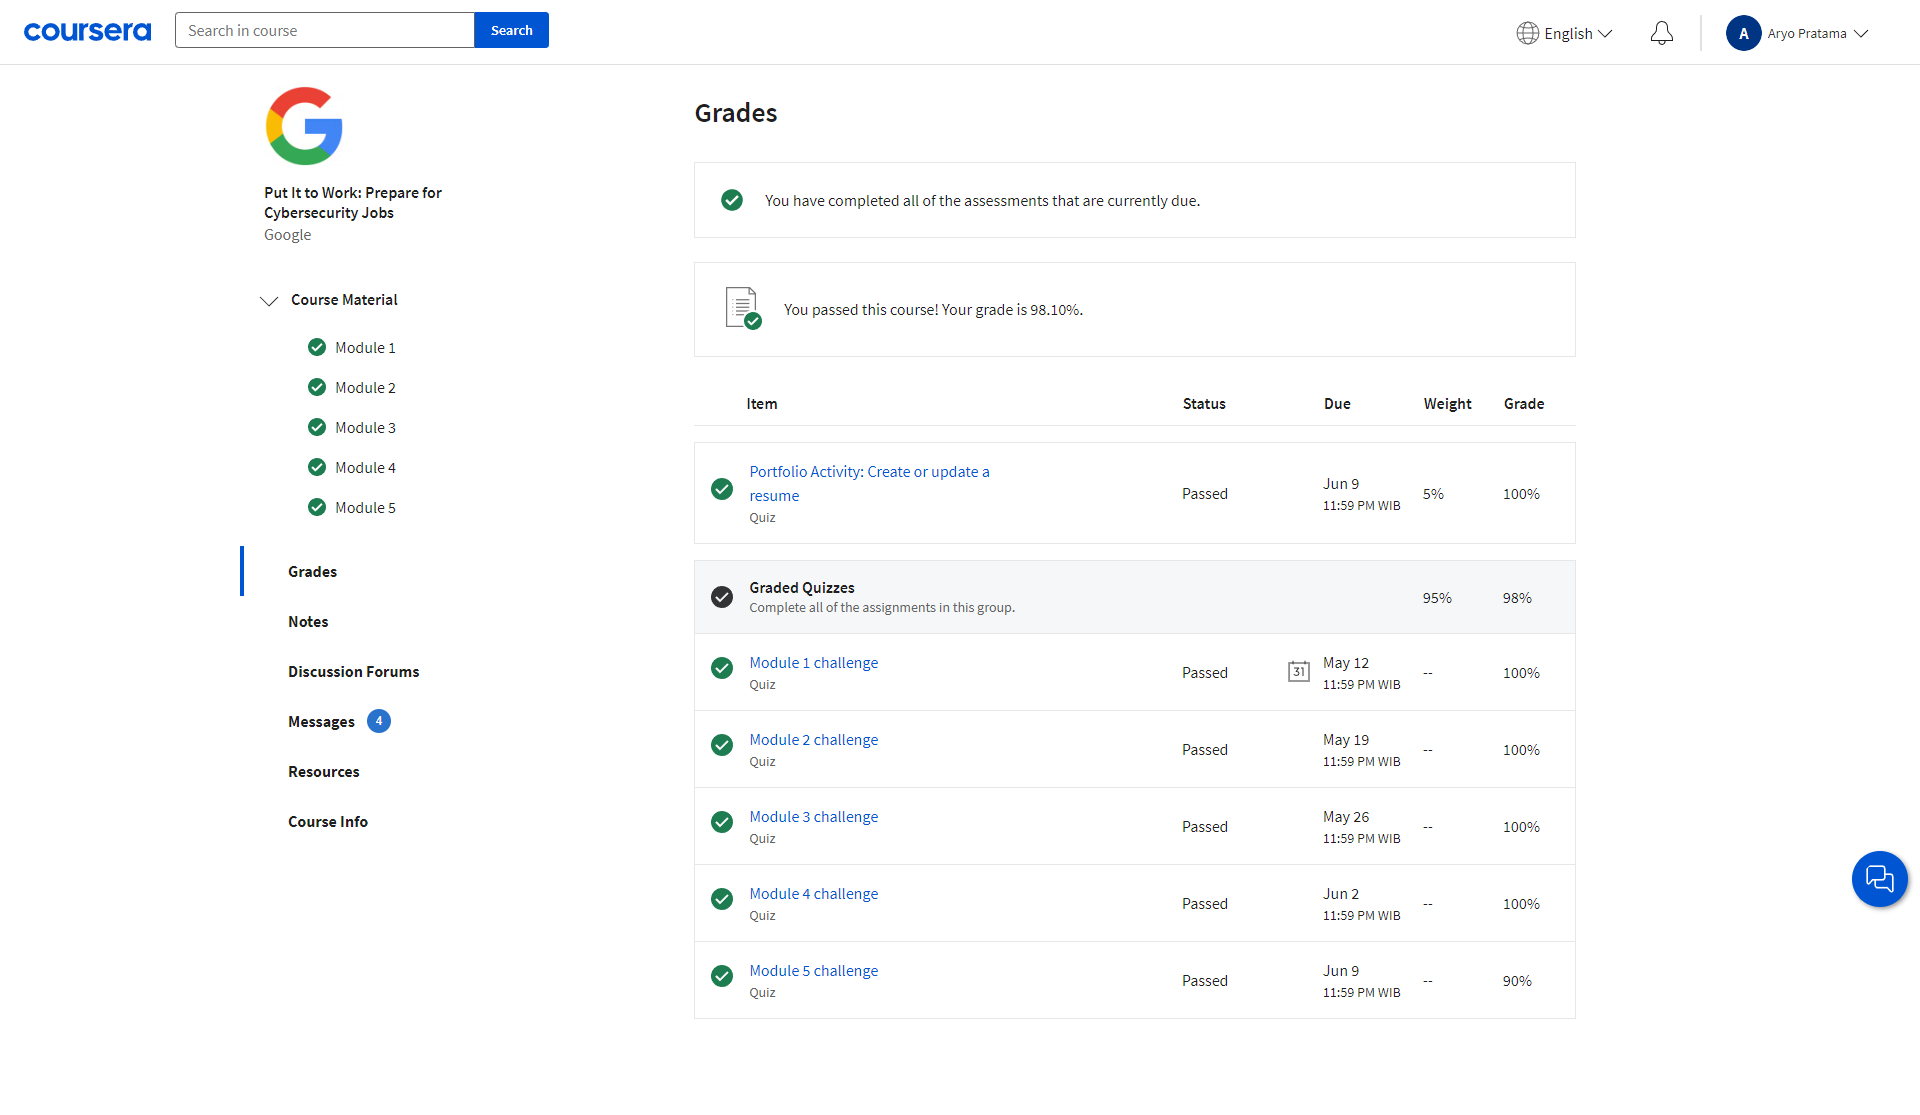 coursera
Search in course
Search
English
A
Aryo Pratama
Put It to Work: Prepare for
Cybersecurity Jobs
Google
Course Material
Module 1
Module 2
Module 3
Module 4
Module 5
Grades
Notes
Discussion Forums
Messages 4
Resources
Course Info
Grades
You have completed all of the assessments that are currently due.
You passed this course! Your grade is 98.10%.
Item Status Due Weight Grade
Portfolio Activity: Create or update a
resume
Quiz
Passed
Jun 9
11:59 PM WIB
5%
100%
Graded Quizzes
Complete all of the assignments in this group.
95%
98%
Module 1 challenge
Quiz
Passed
31
May 12
11:59 PM WIB
--
100%
Module 2 challenge
Quiz
Passed
May 19
11:59 PM WIB
--
100%
Module 3 challenge
Quiz
Passed
May 26
11:59 PM WIB
--
100%
Module 4 challenge
Quiz
Passed
Jun 2
11:59 PM WIB
--
100%
Module 5 challenge
Quiz
Passed
Jun 9
11:59 PM WIB
--
90%